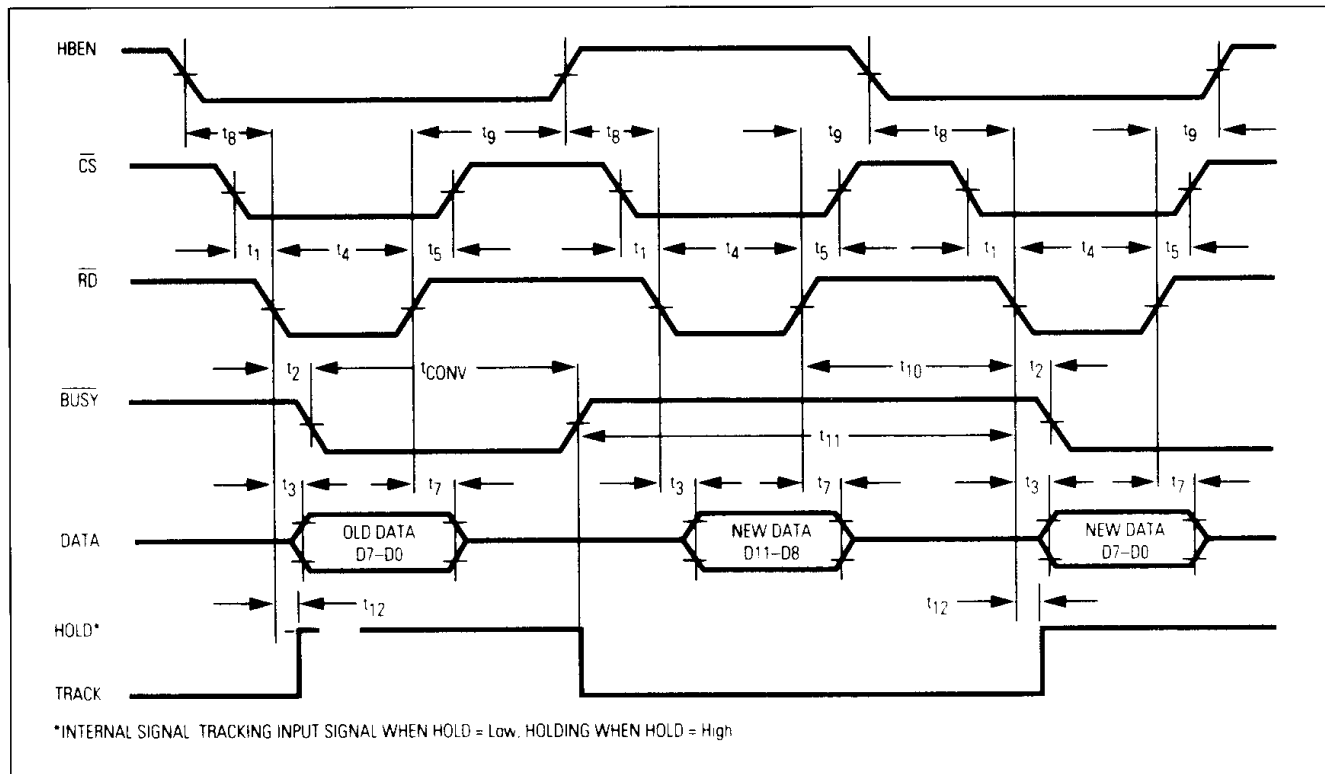 HBEN
t8 t9 t8 t9 t8 t9
CS
t1 t4 t5 t1 t4 t5 t1 t4 t5
RD
t2 tCONV t10 t2
BUSY
t11
t3 t7 t3 t7 t3 t7
DATA
OLD DATA
D7–D0
NEW DATA
D11–D8
NEW DATA
D7–D0
t12 t12
HOLD*
TRACK
*INTERNAL SIGNAL TRACKING INPUT SIGNAL WHEN HOLD = Low, HOLDING WHEN HOLD = High